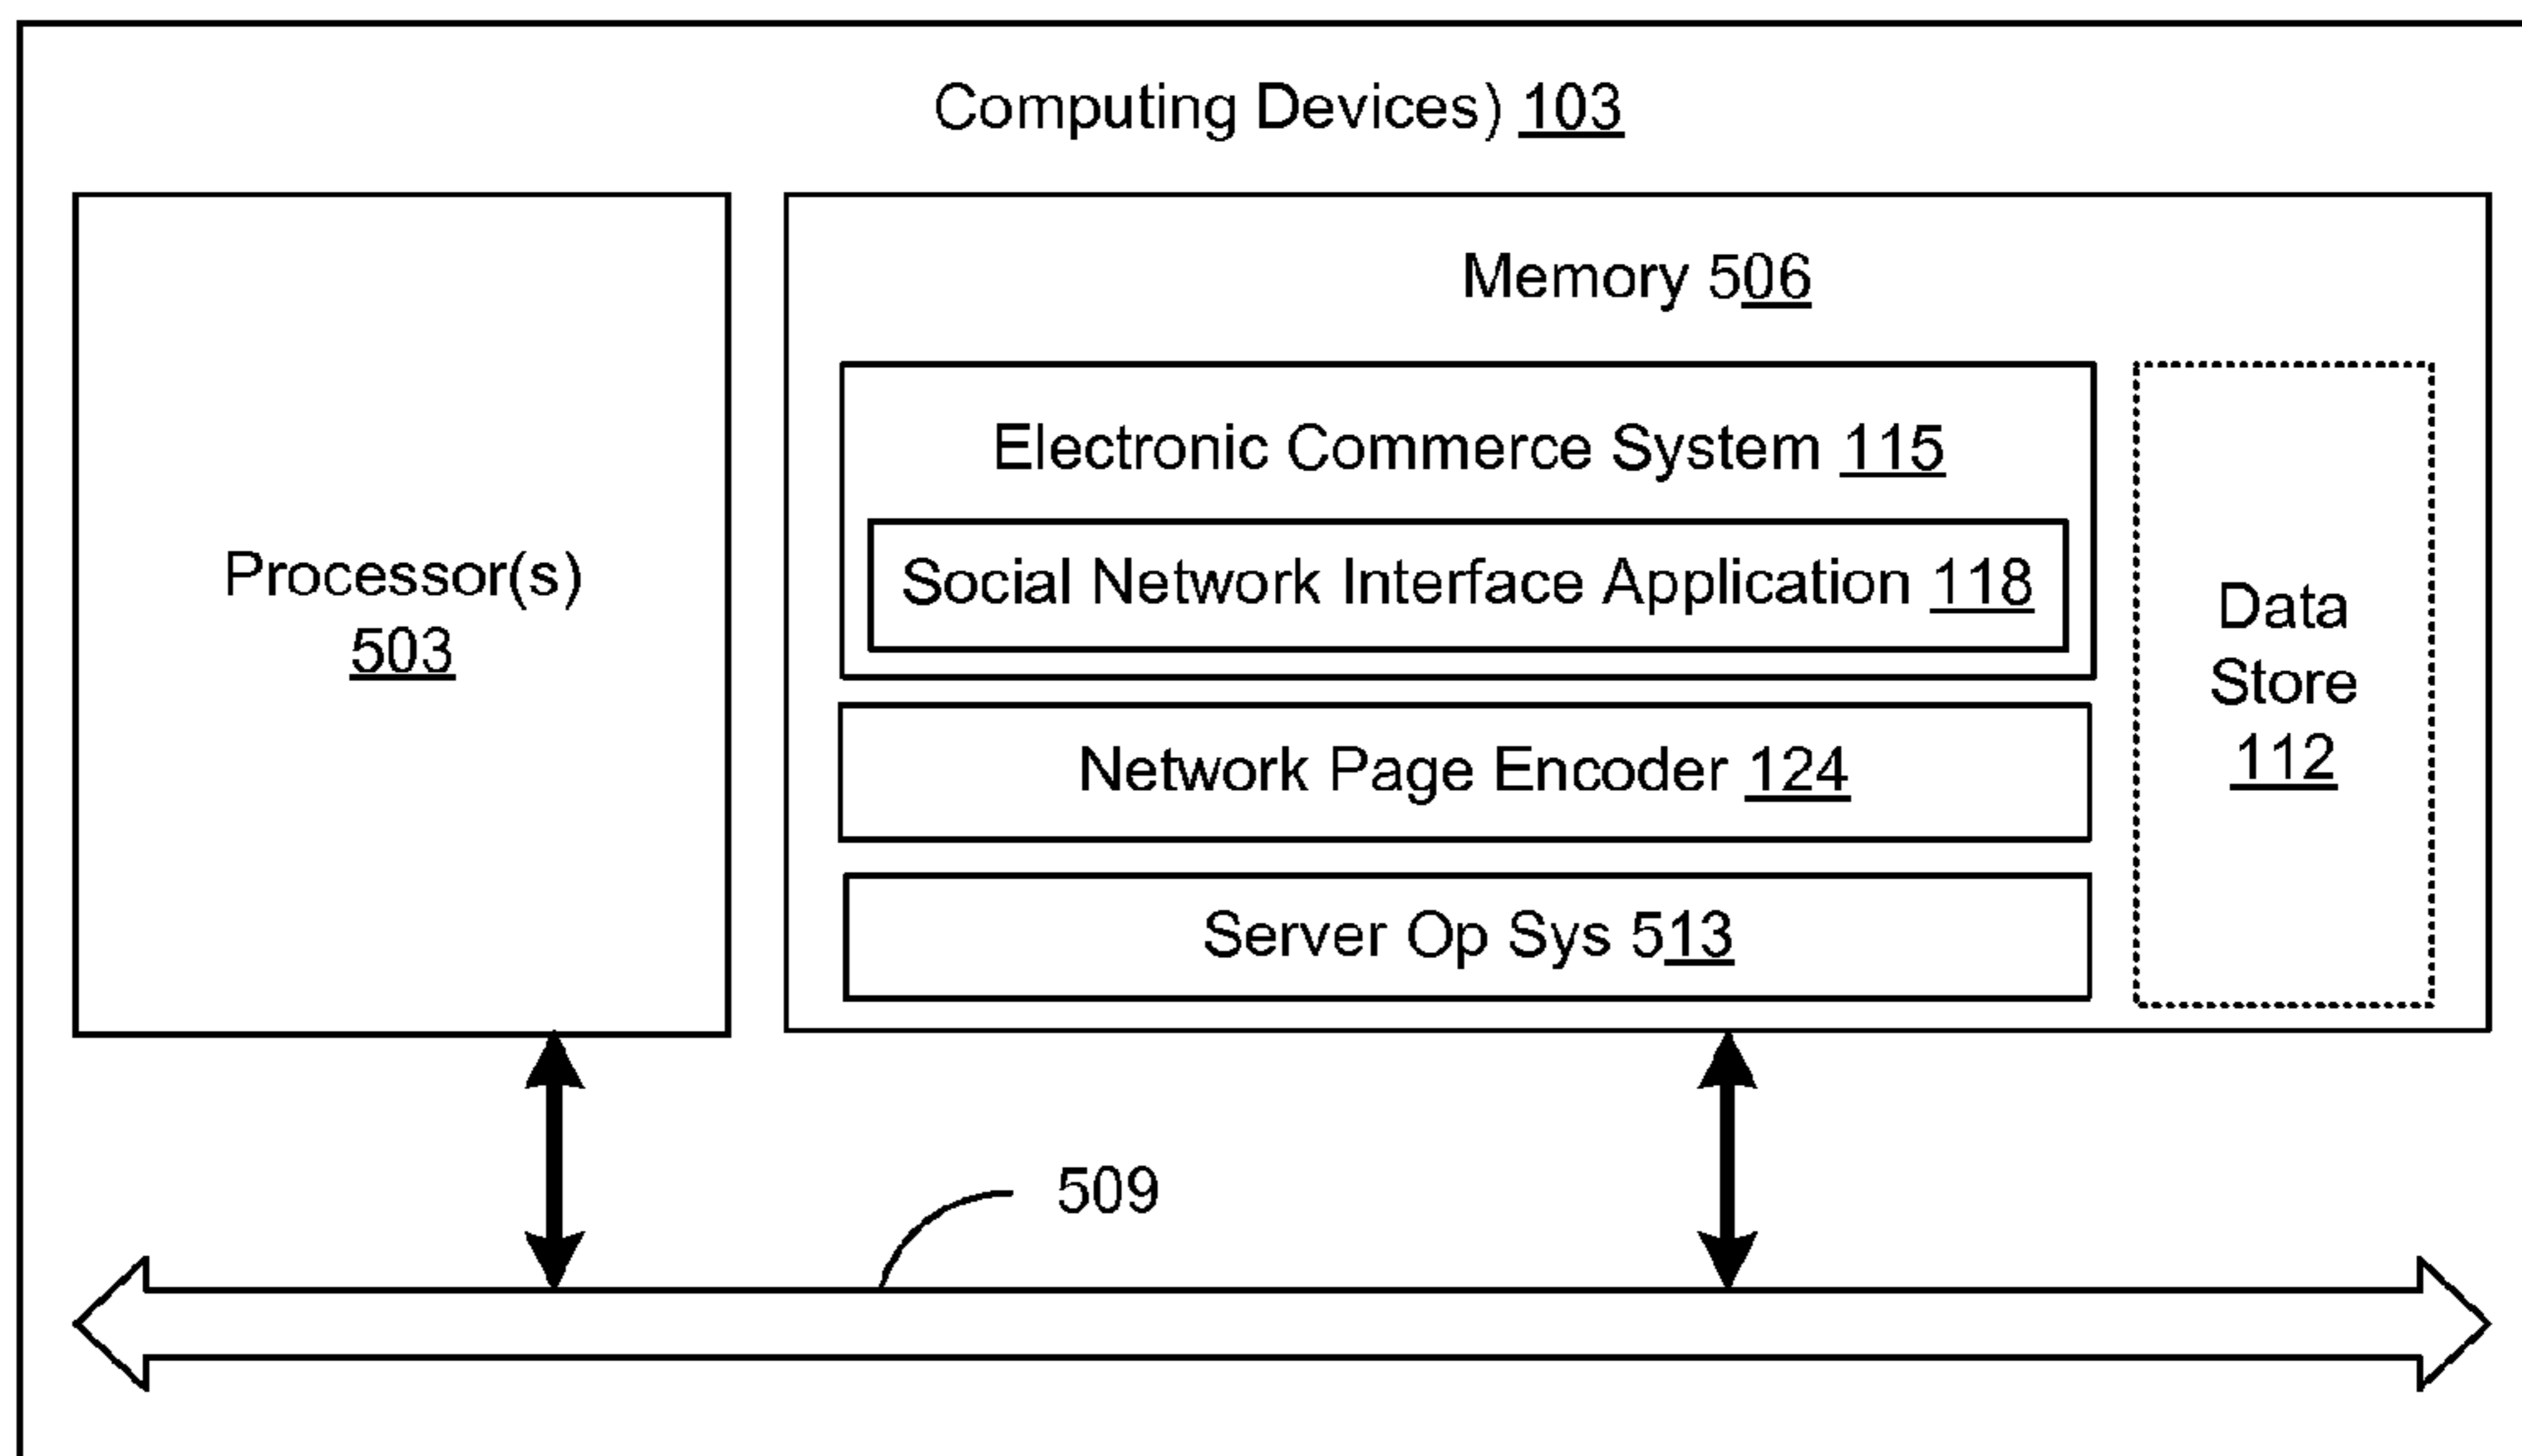 Computing Devices) 103
Processor(s)
503
Memory 506
Electronic Commerce System 115
Social Network Interface Application 118
Network Page Encoder 124
Server Op Sys 513
Data
Store
112
509